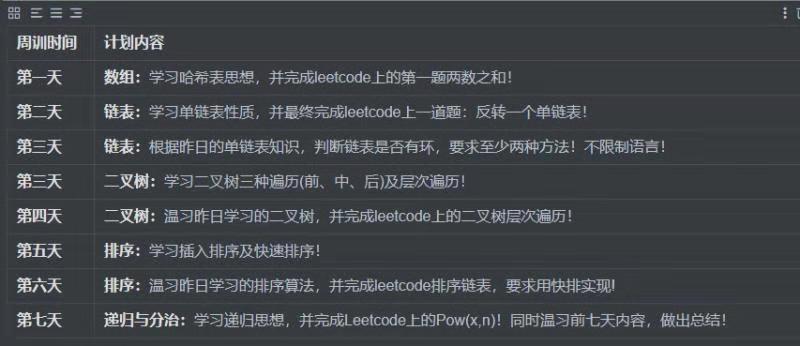 周训时间 计划内容
第一天 数组：学习哈希表思想，并完成leetcode上的第一题两数之和！
第二天 链表：学习单链表性质，并最终完成leetcode上一道题：反转一个单链表！
第三天 链表：根据昨日的单链表知识，判断链表是否有环，要求至少两种方法！不限制语言！
第三天 二叉树：学习二叉树三种遍历(前、中、后)及层次遍历！
第四天 二叉树：温习昨日学习的二叉树，并完成leetcode上的二叉树层次遍历！
第五天 排序：学习插入排序及快速排序！
第六天 排序：温习昨日学习的排序算法，并完成leetcode排序链表，要求用快排实现!
第七天 递归与分治：学习递归思想，并完成Leetcode上的Pow(x,n)！同时温习前七天内容，做出总结！